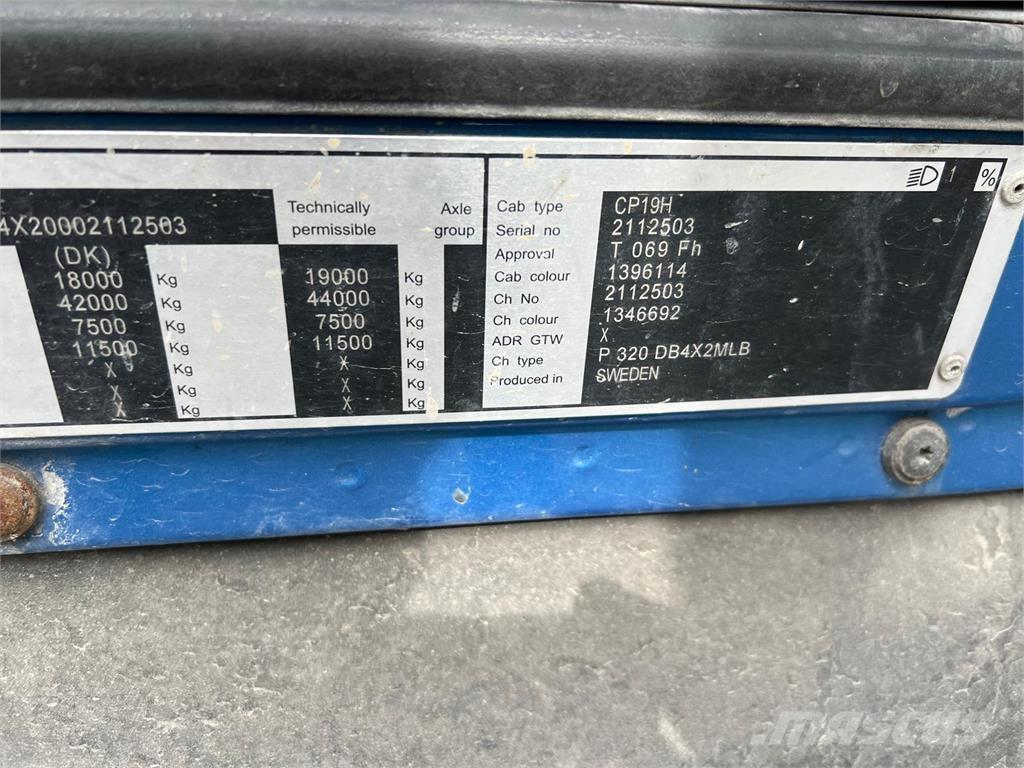 4X20002112503
(DK)
18000 Kg
42000 Kg
7500 Kg
11500 Kg
X Kg
X Kg
X Kg
Technically permissible
Axle group
19000 Kg
44000 Kg
7500 Kg
11500 Kg
X Kg
X Kg
X Kg
1 %
Cab type CP19H
Serial no 2112503
Approval T 069 Fh
Cab colour 1396114
Ch No 2112503
Ch colour 1346692
ADR GTW X
Ch type P 320 DB4X2MLB
Produced in SWEDEN
MASCUS